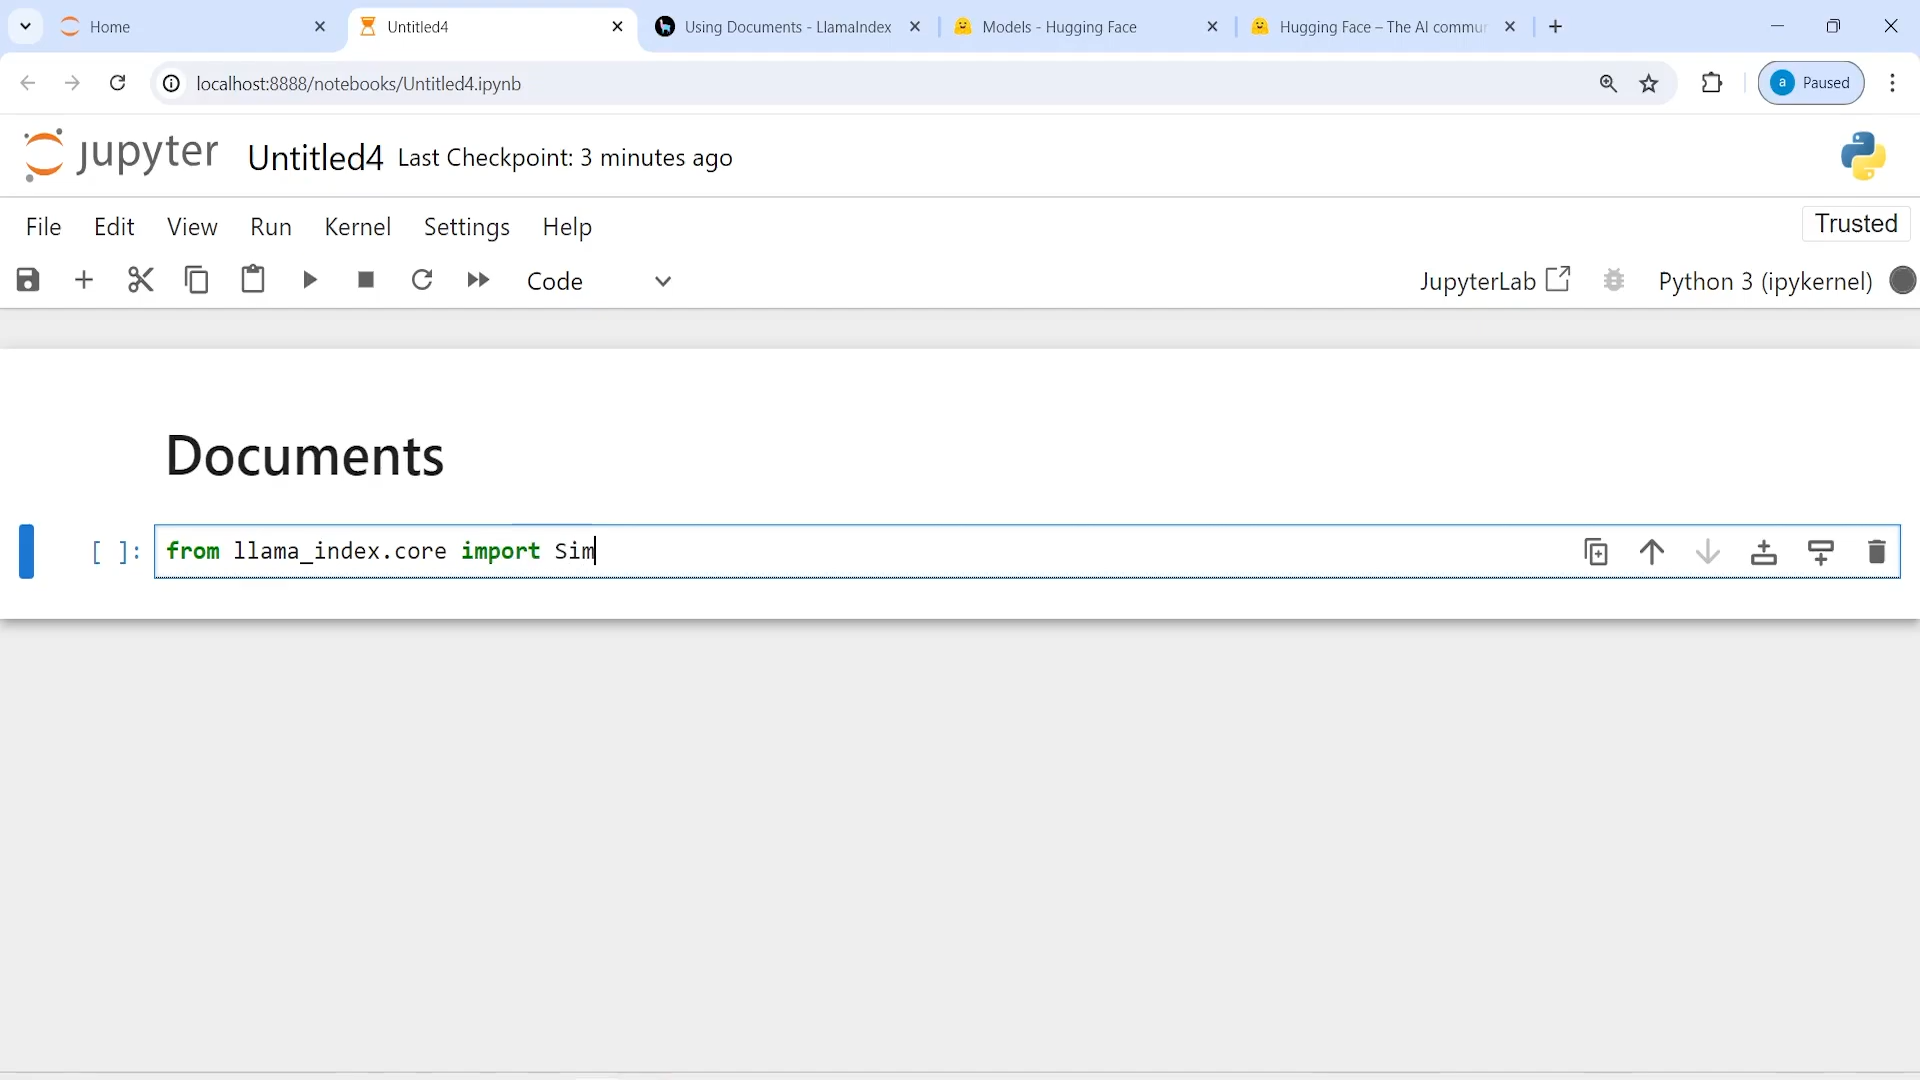 Home
Untitled4
Using Documents - LlamaIndex
Models - Hugging Face
Hugging Face – The AI commu
localhost:8888/notebooks/Untitled4.ipynb
a Paused
jupyter Untitled4 Last Checkpoint: 3 minutes ago
File Edit View Run Kernel Settings Help
Trusted
Code
JupyterLab
Python 3 (ipykernel)
Documents
[ ]: from llama_index.core import Sim